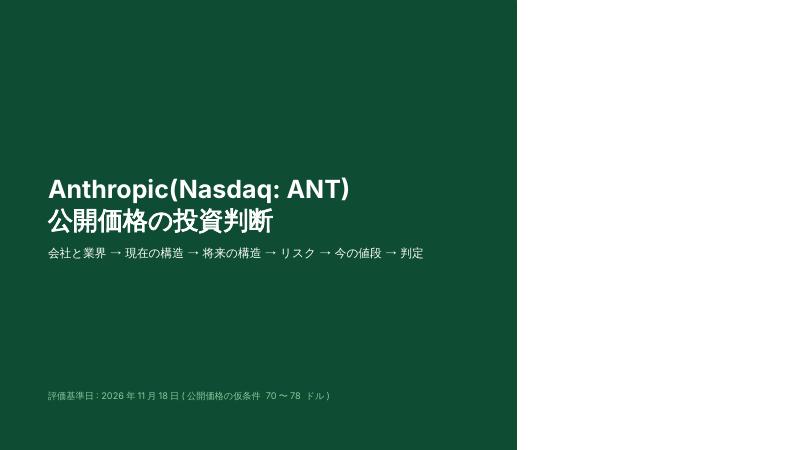 Anthropic(Nasdaq: ANT)
公開価格の投資判断
会社と業界 → 現在の構造 → 将来の構造 → リスク → 今の値段 → 判定
評価基準日 : 2026 年 11 月 18 日 ( 公開価格の仮条件 70 〜 78 ドル )